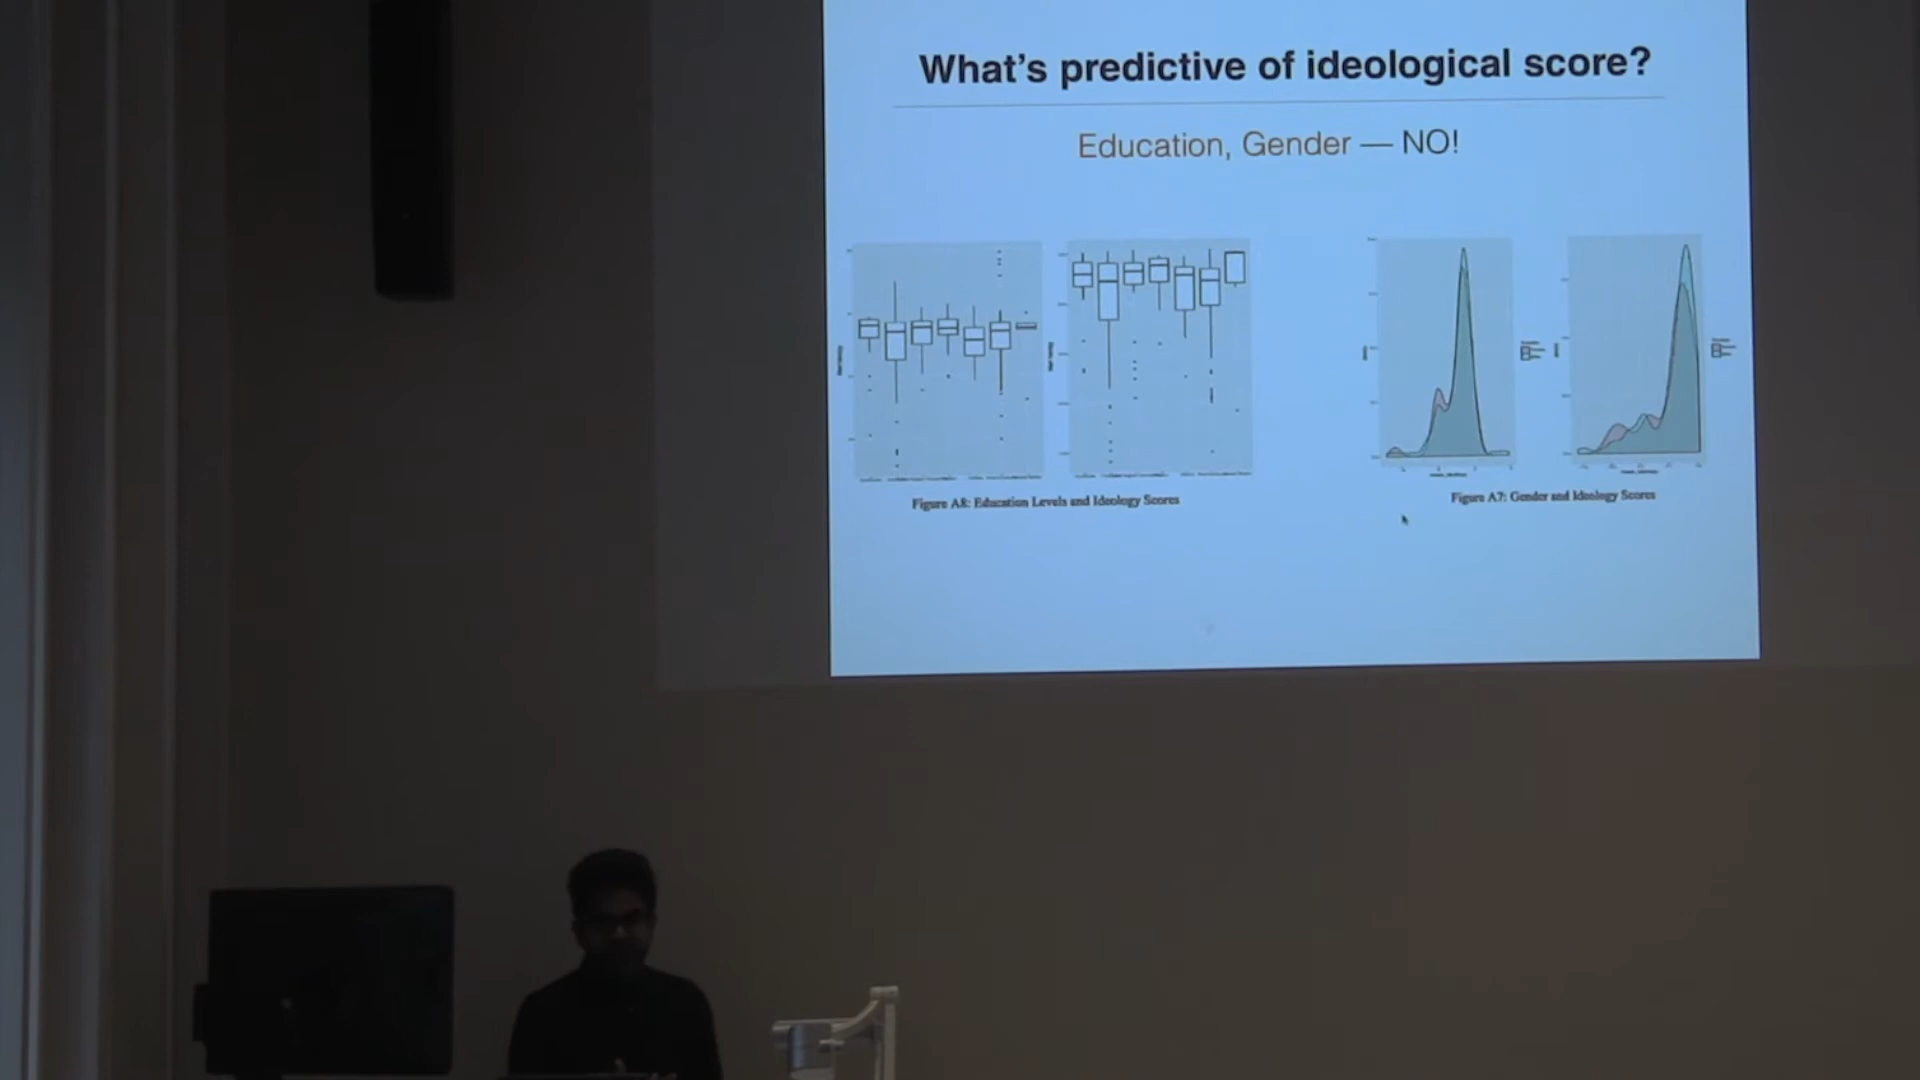 What's predictive of ideological score?
Education, Gender — NO!
Figure A8: Education Levels and Ideology Scores
Figure A7: Gender and Ideology Scores